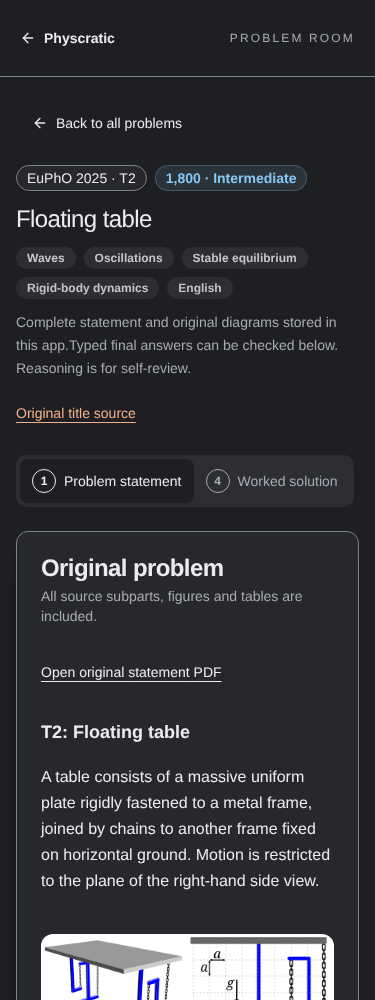 Physcratic
PROBLEM ROOM
Back to all problems
EuPhO 2025 · T2
1,800 · Intermediate
Floating table
Waves
Oscillations
Stable equilibrium
Rigid-body dynamics
English
Complete statement and original diagrams stored in
this app.Typed final answers can be checked below.
Reasoning is for self-review.
Original title source
1
Problem statement
4
Worked solution
Original problem
All source subparts, figures and tables are
included.
Open original statement PDF
T2: Floating table
A table consists of a massive uniform
plate rigidly fastened to a metal frame,
joined by chains to another frame fixed
on horizontal ground. Motion is restricted
to the plane of the right-hand side view.
a
a
g